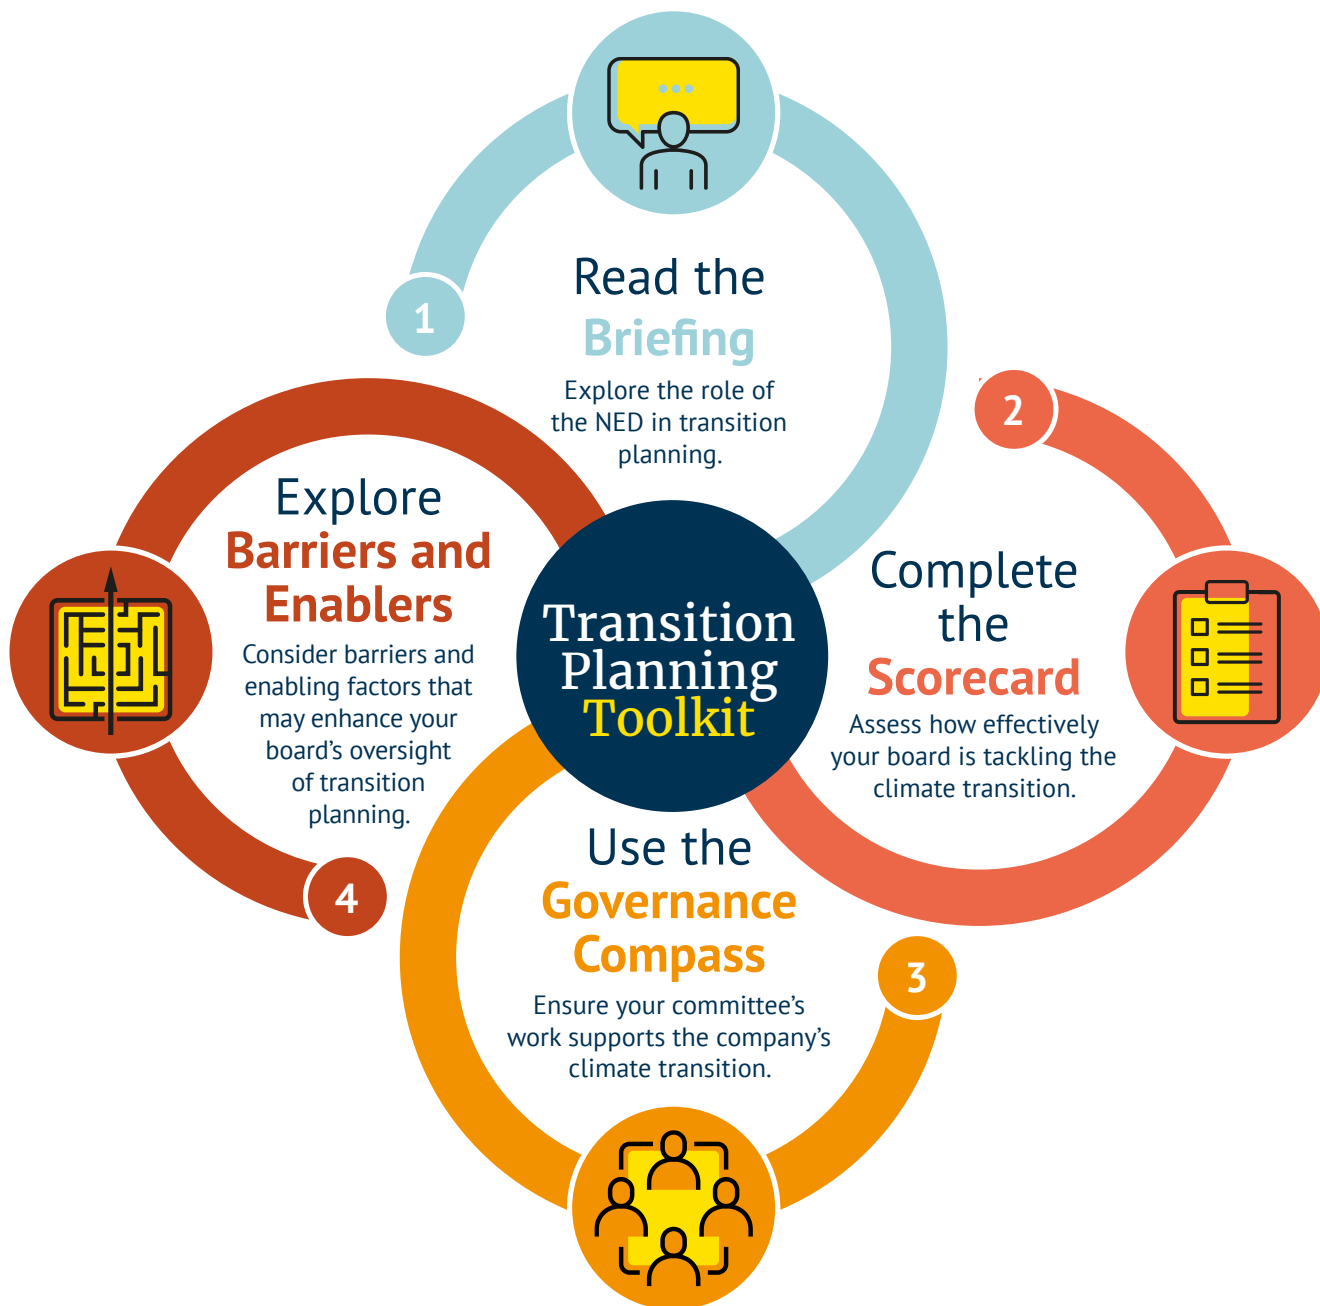 1
Read the
Briefing
Explore the role of
the NED in transition
planning.
2
Complete
the
Scorecard
Assess how effectively
your board is tackling the
climate transition.
3
Use the
Governance
Compass
Ensure your committee’s
work supports the company’s
climate transition.
4
Explore
Barriers and
Enablers
Consider barriers and
enabling factors that
may enhance your
board’s oversight
of transition
planning.
Transition
Planning
Toolkit